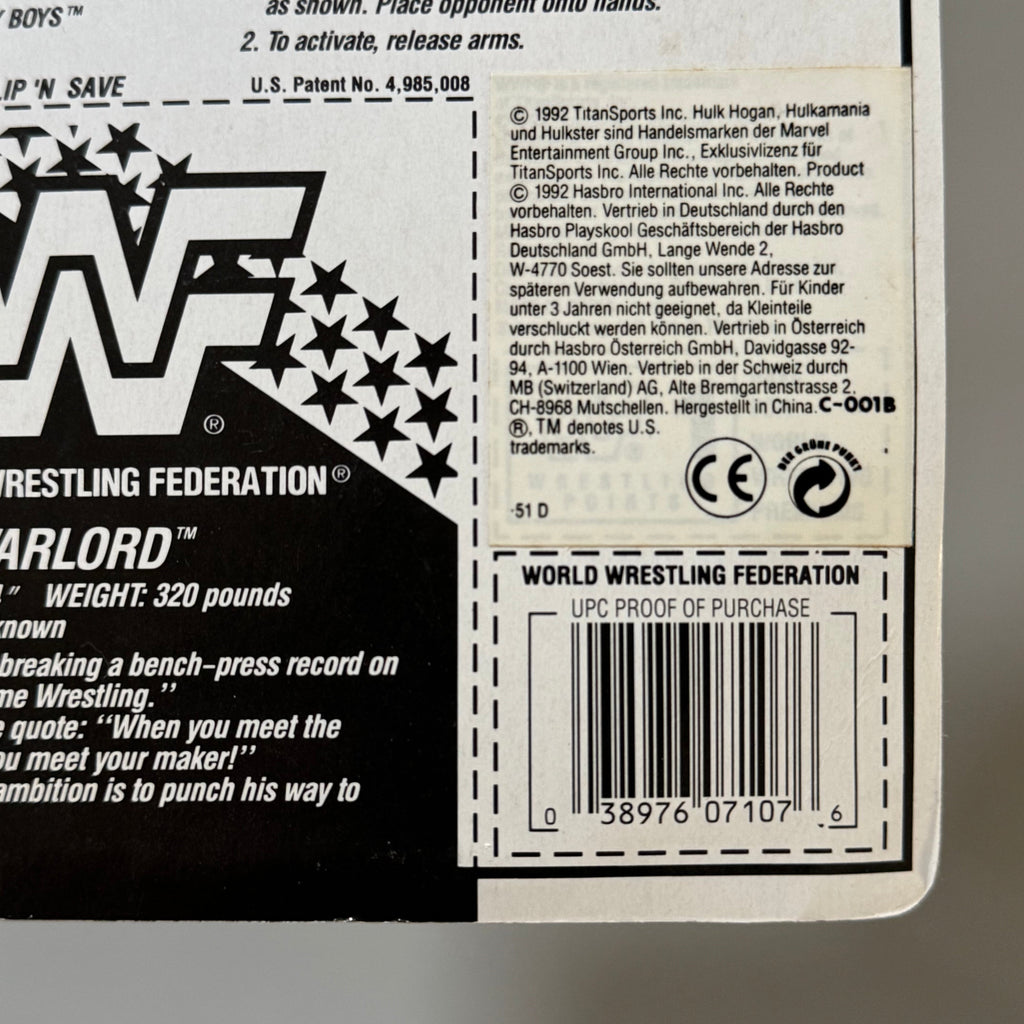 as shown. Place opponent onto hands.
BOYS™
2. To activate, release arms.
'N SAVE
U.S. Patent No. 4,985,008
© 1992 TitanSports Inc. Hulk Hogan, Hulkamania
und Hulkster sind Handelsmarken der Marvel
Entertainment Group Inc., Exklusivlizenz für
TitanSports Inc. Alle Rechte vorbehalten. Product
© 1992 Hasbro International Inc. Alle Rechte
vorbehalten. Vertrieb in Deutschland durch den
Hasbro Playskool Geschäftsbereich der Hasbro
Deutschland GmbH, Lange Wende 2,
W-4770 Soest. Sie sollten unsere Adresse zur
späteren Verwendung aufbewahren. Für Kinder
unter 3 Jahren nicht geeignet, da Kleinteile
verschluckt werden können. Vertrieb in Österreich
durch Hasbro Österreich GmbH, Davidgasse 92-
94, A-1100 Wien. Vertrieb in der Schweiz durch
MB (Switzerland) AG, Alte Bremgartenstrasse 2,
CH-8968 Mutschellen. Hergestellt in China. C-001B
®, TM denotes U.S.
trademarks.
CE
DER GRÜNE PUNKT
51 D
WF
®
WRESTLING FEDERATION®
WARLORD™
WEIGHT: 320 pounds
breaking a bench-press record on
Wrestling."
quote: "When you meet the
meet your maker!"
ambition is to punch his way to
WORLD WRESTLING FEDERATION
UPC PROOF OF PURCHASE
0 38976 07107 6